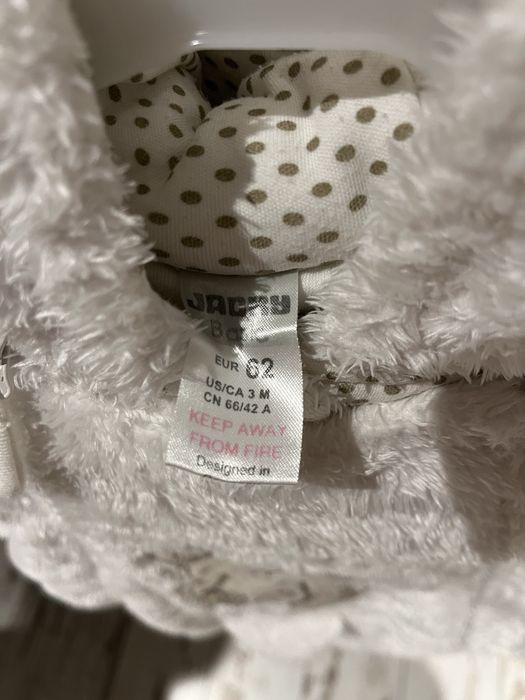 JACKY
EUR 62
US/CA 3 M
CN 66/42 A
KEEP AWAY
FROM FIRE
Designed in